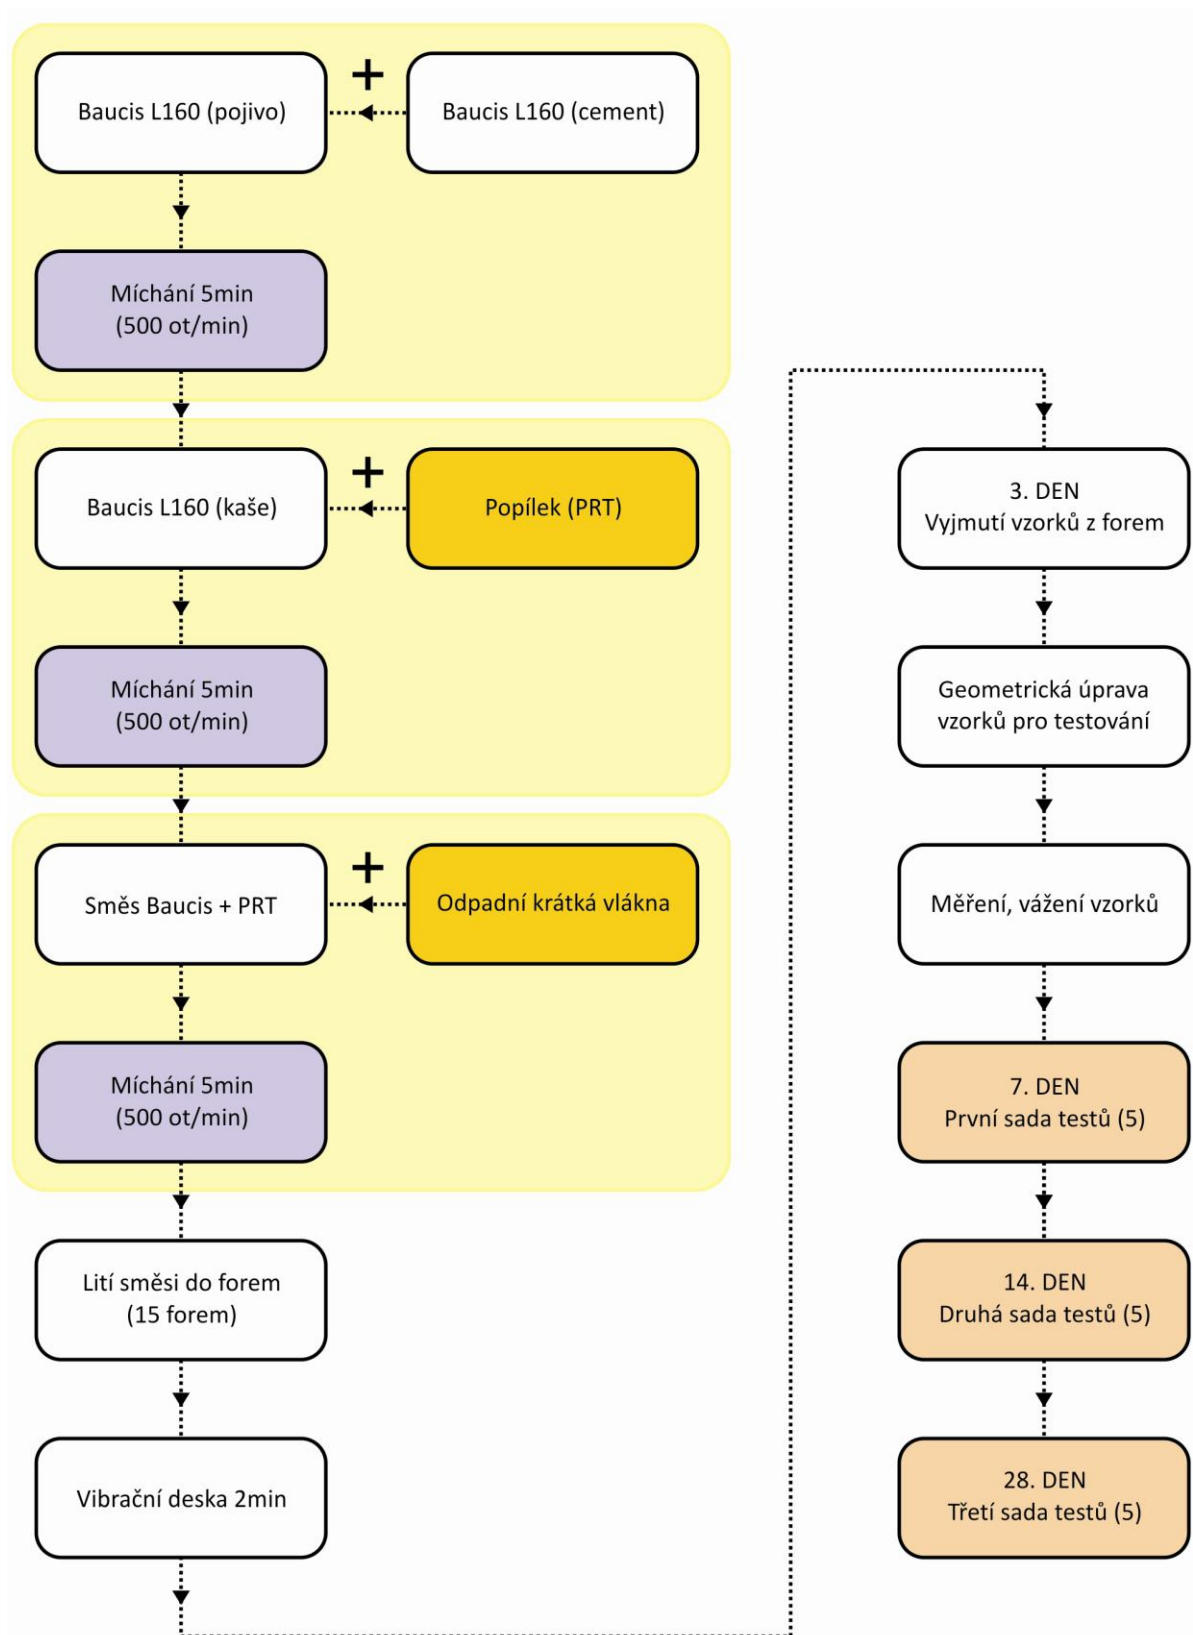 Baucis L160 (pojivo)
+
Baucis L160 (cement)
Míchání 5min
(500 ot/min)
Baucis L160 (kaše)
+
Popílek (PRT)
Míchání 5min
(500 ot/min)
Směs Baucis + PRT
+
Odpadní krátká vlákna
Míchání 5min
(500 ot/min)
Lití směsi do forem
(15 forem)
Vibrační deska 2min
3. DEN
Vyjmutí vzorků z forem
Geometrická úprava
vzorků pro testování
Měření, vážení vzorků
7. DEN
První sada testů (5)
14. DEN
Druhá sada testů (5)
28. DEN
Třetí sada testů (5)